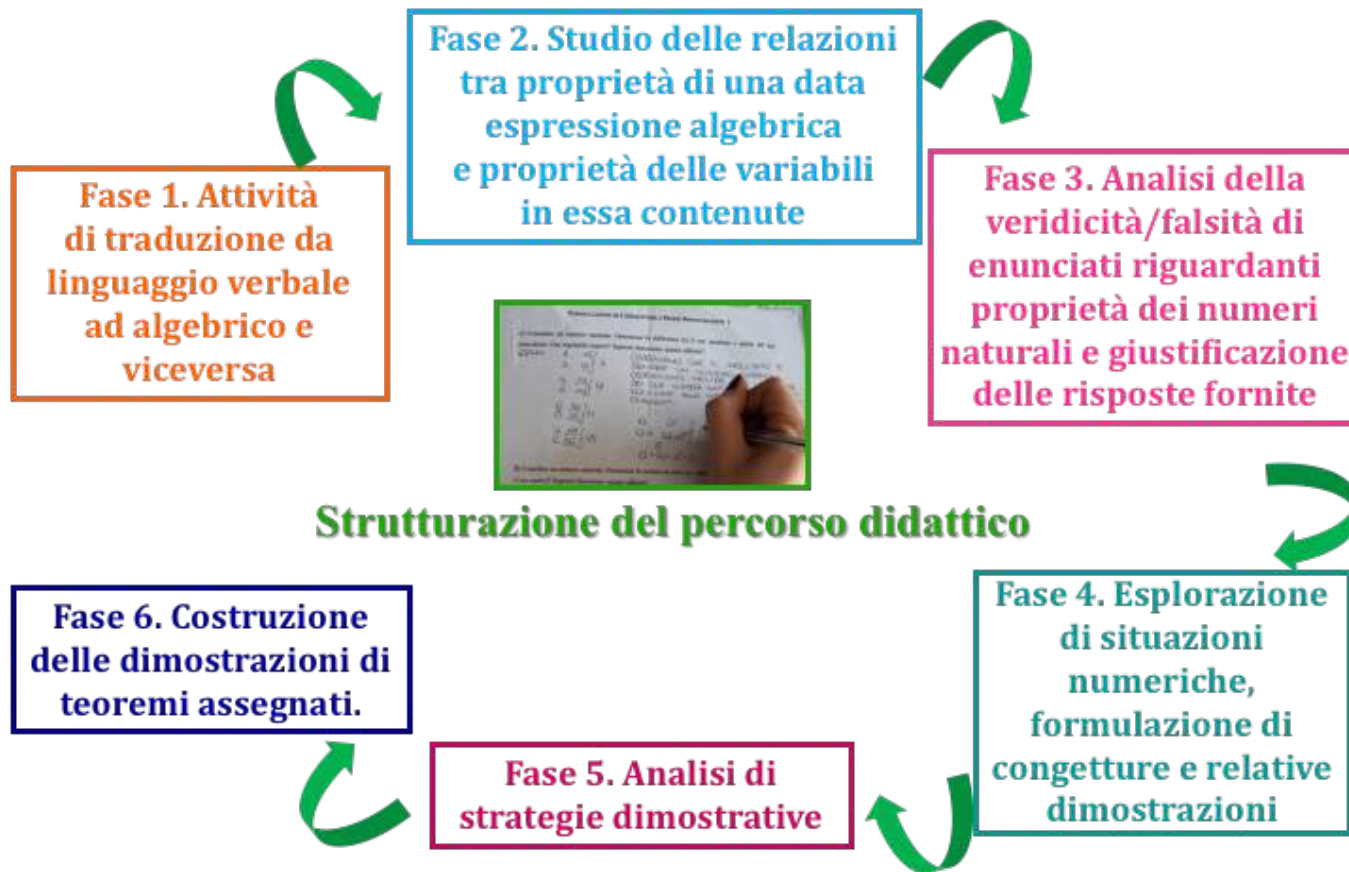 Fase 1. Attività
di traduzione da
linguaggio verbale
ad algebrico e
viceversa
Fase 2. Studio delle relazioni
tra proprietà di una data
espressione algebrica
e proprietà delle variabili
in essa contenute
Fase 3. Analisi della
veridicità/falsità di
enunciati riguardanti
proprietà dei numeri
naturali e giustificazione
delle risposte fornite
Strutturazione del percorso didattico
Fase 4. Esplorazione
di situazioni
numeriche,
formulazione di
congetture e relative
dimostrazioni
Fase 5. Analisi di
strategie dimostrative
Fase 6. Costruzione
delle dimostrazioni di
teoremi assegnati.